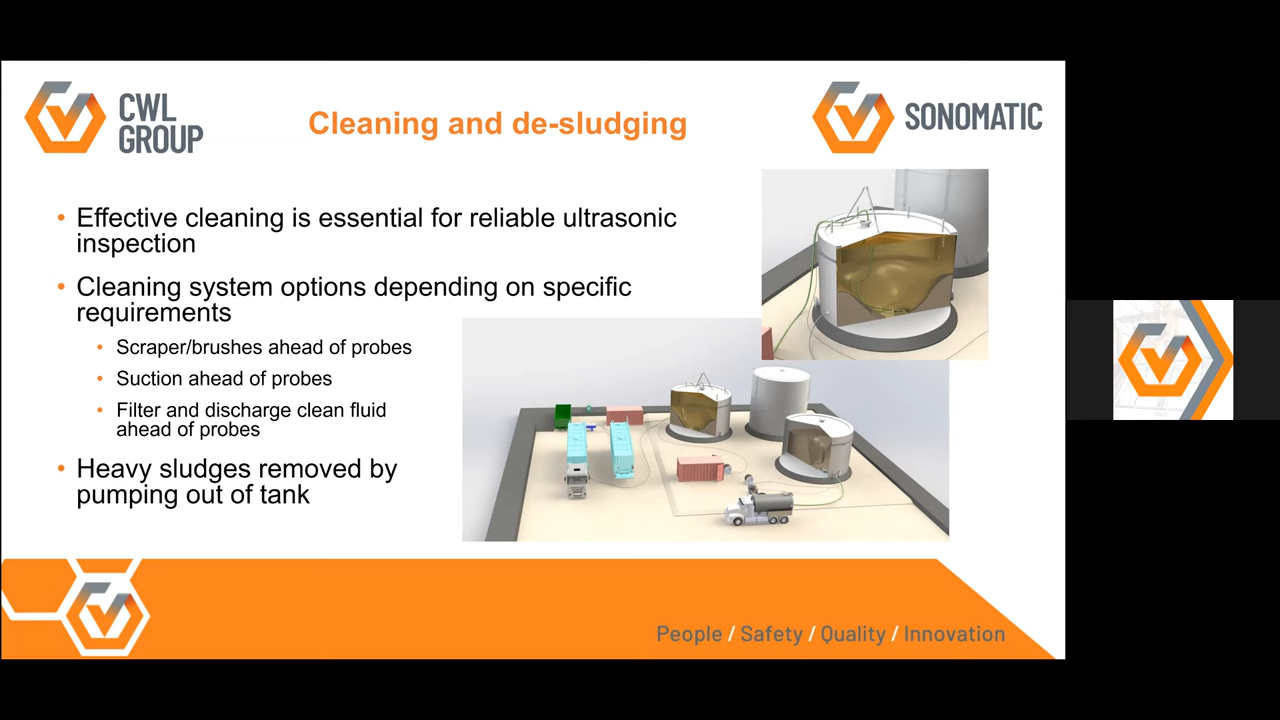 CWL
GROUP
Cleaning and de-sludging
SONOMATIC
• Effective cleaning is essential for reliable ultrasonic
inspection
• Cleaning system options depending on specific
requirements
• Scraper/brushes ahead of probes
• Suction ahead of probes
• Filter and discharge clean fluid
ahead of probes
• Heavy sludges removed by
pumping out of tank
People / Safety / Quality / Innovation